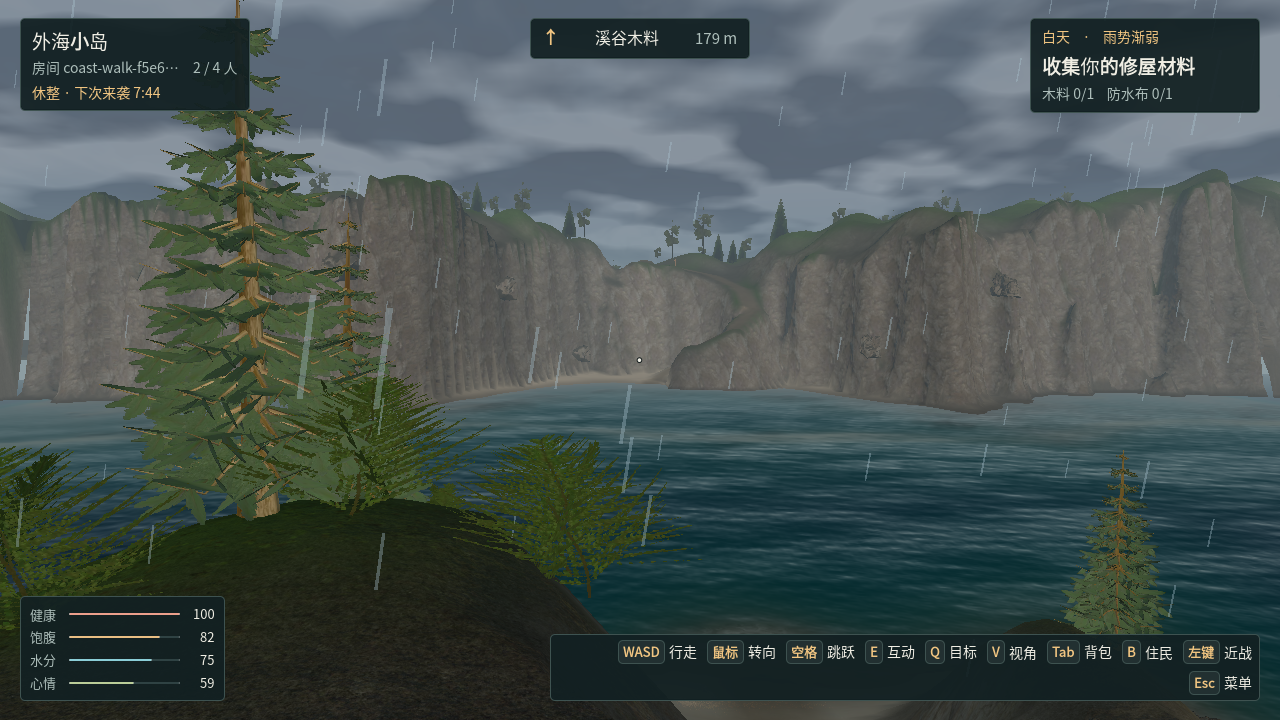 外海小岛
房间 coast-walk-f5e6··· 2 / 4 人
休整 · 下次来袭 7:44
↑ 溪谷木料 179 m
白天 · 雨势渐弱
收集你的修屋材料
木料 0/1 防水布 0/1
健康 100
饱腹 82
水分 75
心情 59
WASD 行走 鼠标 转向 空格 跳跃 E 互动 Q 目标 V 视角 Tab 背包 B 住民 左键 近战
Esc 菜单